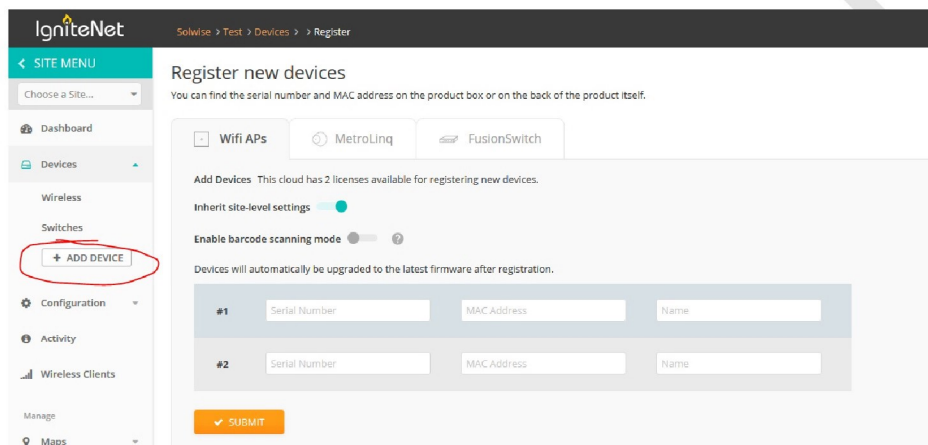 IgniteNet
Solwise > Test > Devices > > Register
SITE MENU
Choose a Site...
Dashboard
Devices
Wireless
Switches
+ ADD DEVICE
Configuration
Activity
Wireless Clients
Manage
Maps
Register new devices
You can find the serial number and MAC address on the product box or on the back of the product itself.
Wifi APs MetroLinq FusionSwitch
Add Devices This cloud has 2 licenses available for registering new devices.
Inherit site-level settings
Enable barcode scanning mode ?
Devices will automatically be upgraded to the latest firmware after registration.
#1 Serial Number MAC Address Name
#2 Serial Number MAC Address Name
SUBMIT